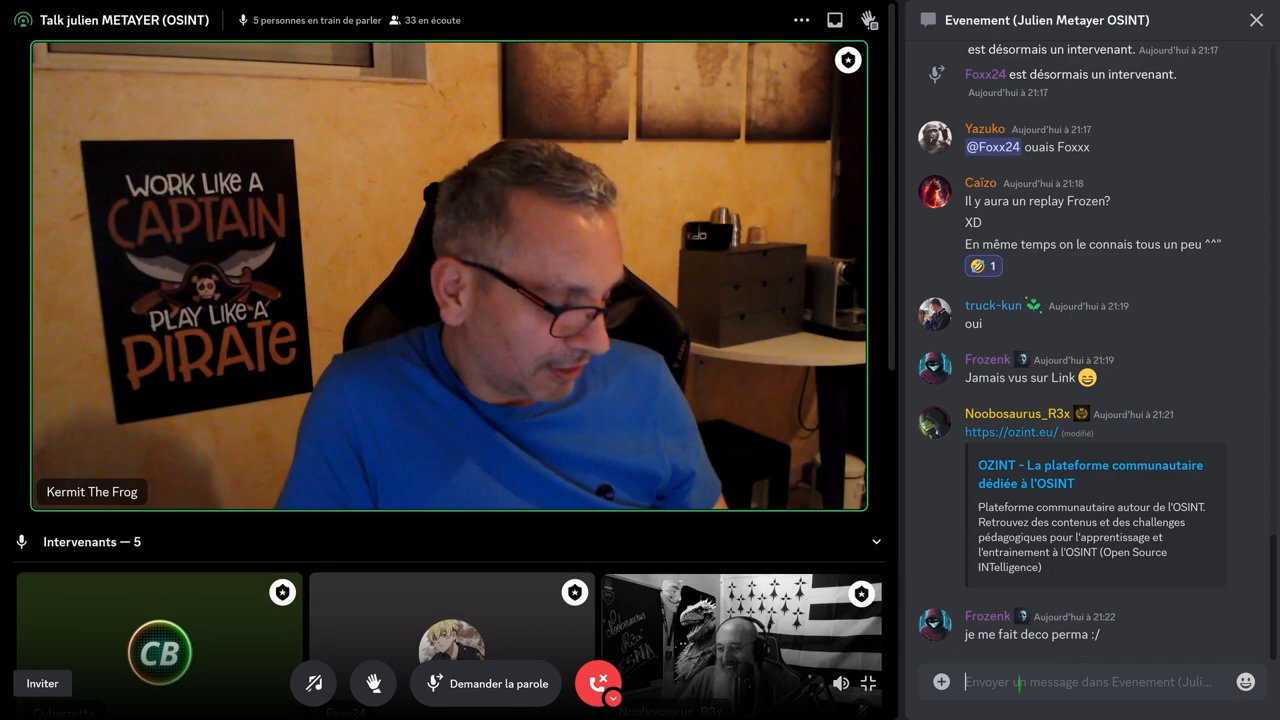 Talk julien METAYER (OSINT)
5 personnes en train de parler
33 en écoute
WORK LIKE A
CAPTAIN
PLAY LIKE A
PIRATE
Kermit The Frog
Intervenants — 5
CB
Inviter
Demander la parole
Cyberretta
Foxx24
Noobosaurus_R3x
Evenement (Julien Metayer OSINT)
est désormais un intervenant. Aujourd'hui à 21:17
Foxx24 est désormais un intervenant.
Aujourd'hui à 21:17
Yazuko Aujourd'hui à 21:17
@Foxx24 ouais Foxxx
Caïzo Aujourd'hui à 21:18
Il y aura un replay Frozen?
XD
En même temps on le connais tous un peu ^^"
1
truck-kun Aujourd'hui à 21:19
oui
Frozenk Aujourd'hui à 21:19
Jamais vus sur Link
Noobosaurus_R3x Aujourd'hui à 21:21
https://ozint.eu/ (modifié)
OZINT - La plateforme communautaire
dédiée à l'OSINT
Plateforme communautaire autour de l'OSINT.
Retrouvez des contenus et des challenges
pédagogiques pour l'apprentissage et
l'entrainement à l'OSINT (Open Source
INTelligence)
Frozenk Aujourd'hui à 21:22
je me fait deco perma :/
Envoyer un message dans Evenement (Juli...